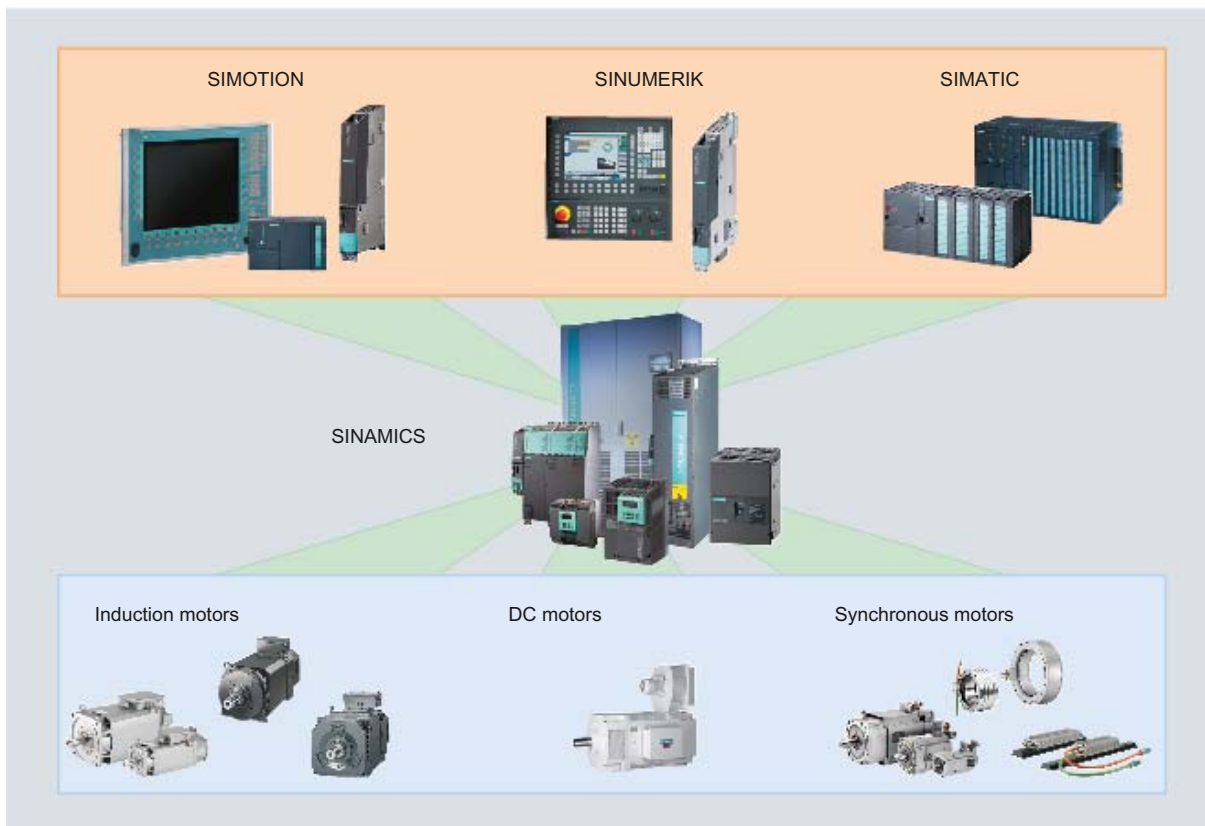 SIMOTION
SINUMERIK
SIMATIC
SINAMICS
Induction motors
DC motors
Synchronous motors